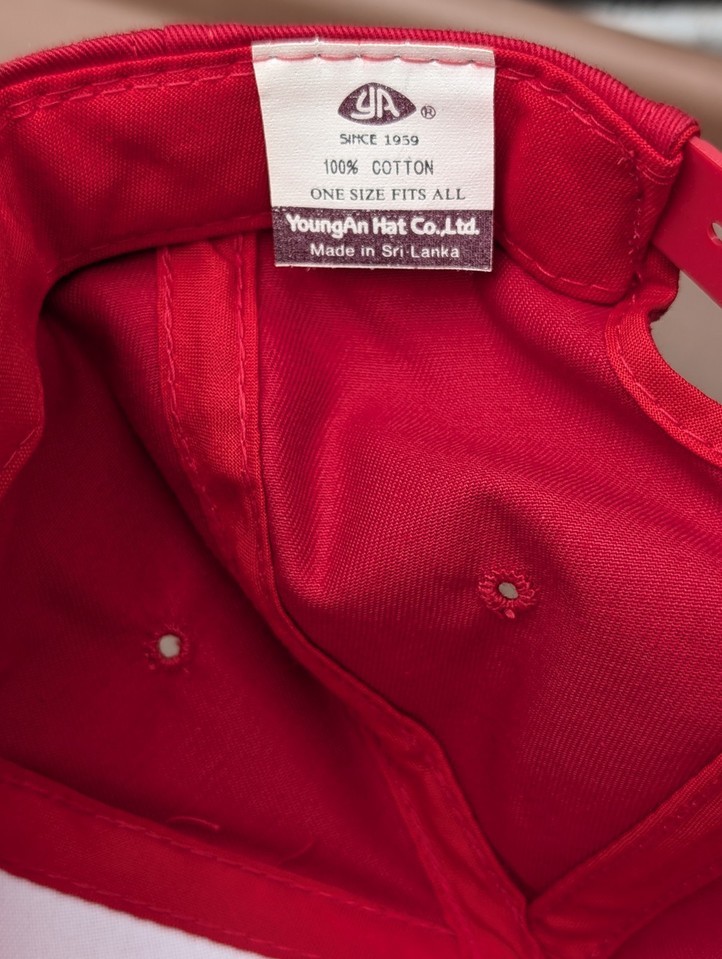 YA ®
SINCE 1959
100% COTTON
ONE SIZE FITS ALL
YoungAn Hat Co.,Ltd.
Made in Sri Lanka